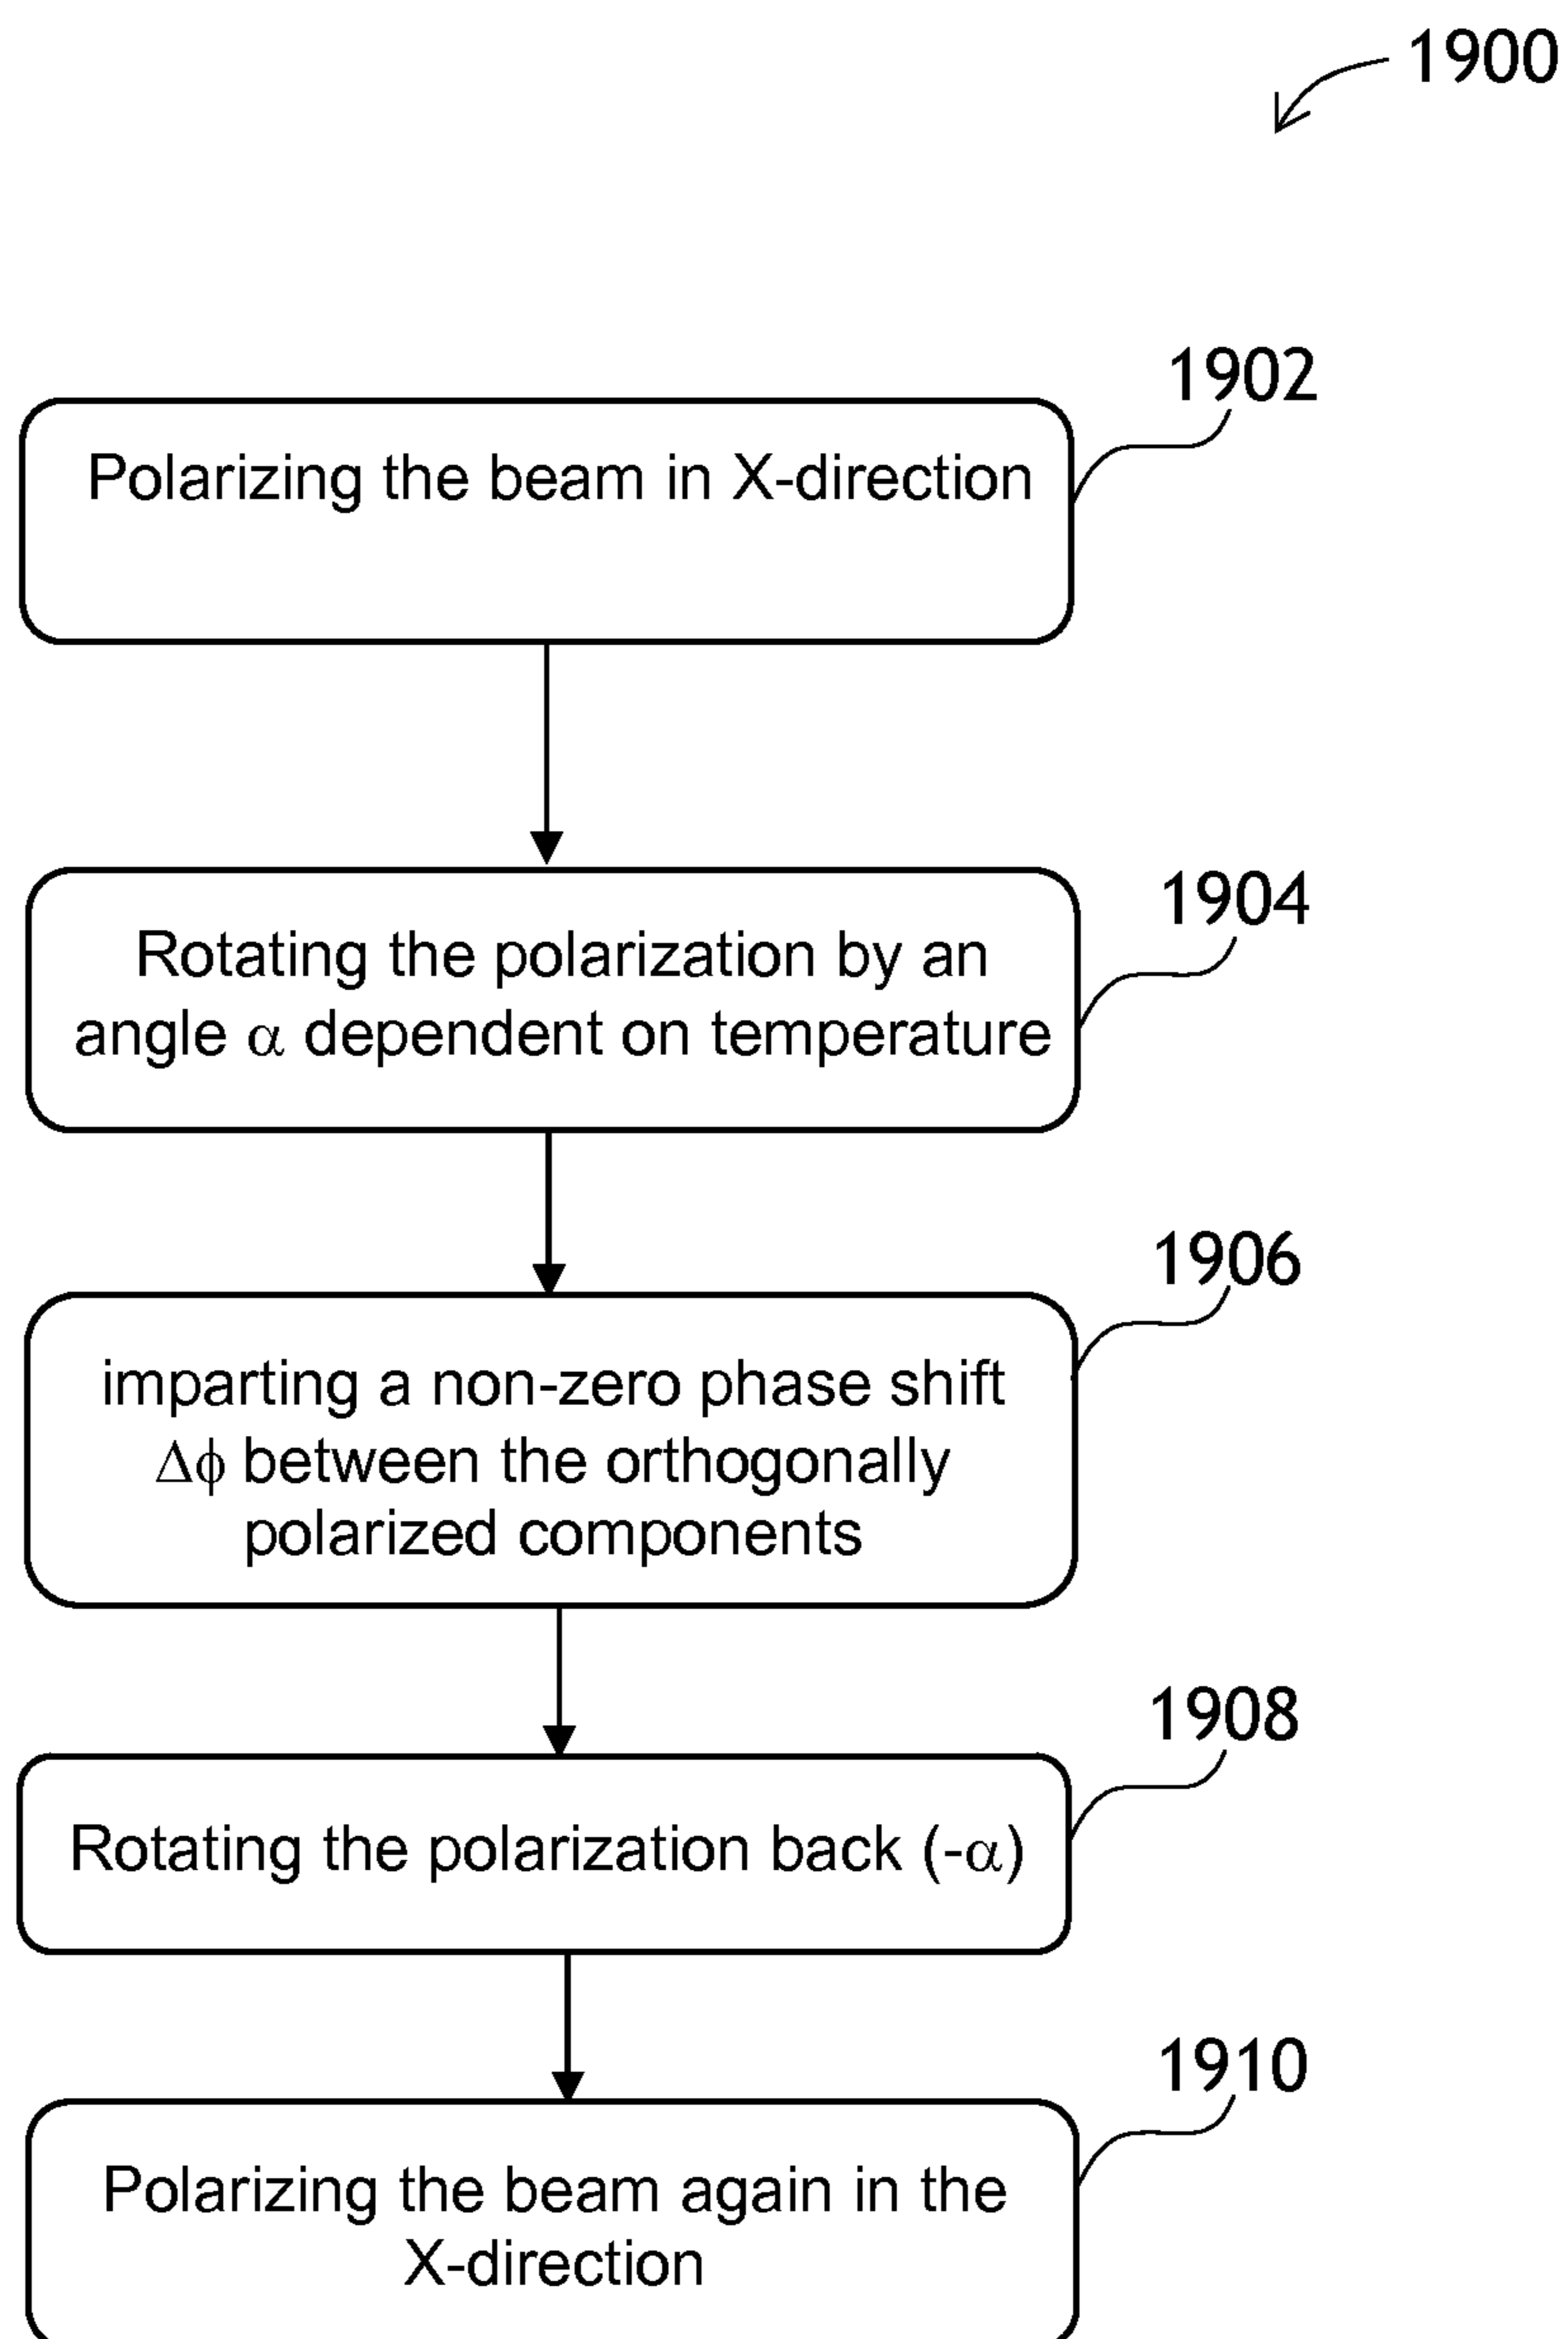 1900
1902
Polarizing the beam in X-direction
1904
Rotating the polarization by an
angle α dependent on temperature
1906
imparting a non-zero phase shift
Δϕ between the orthogonally
polarized components
1908
Rotating the polarization back (-α)
1910
Polarizing the beam again in the
X-direction